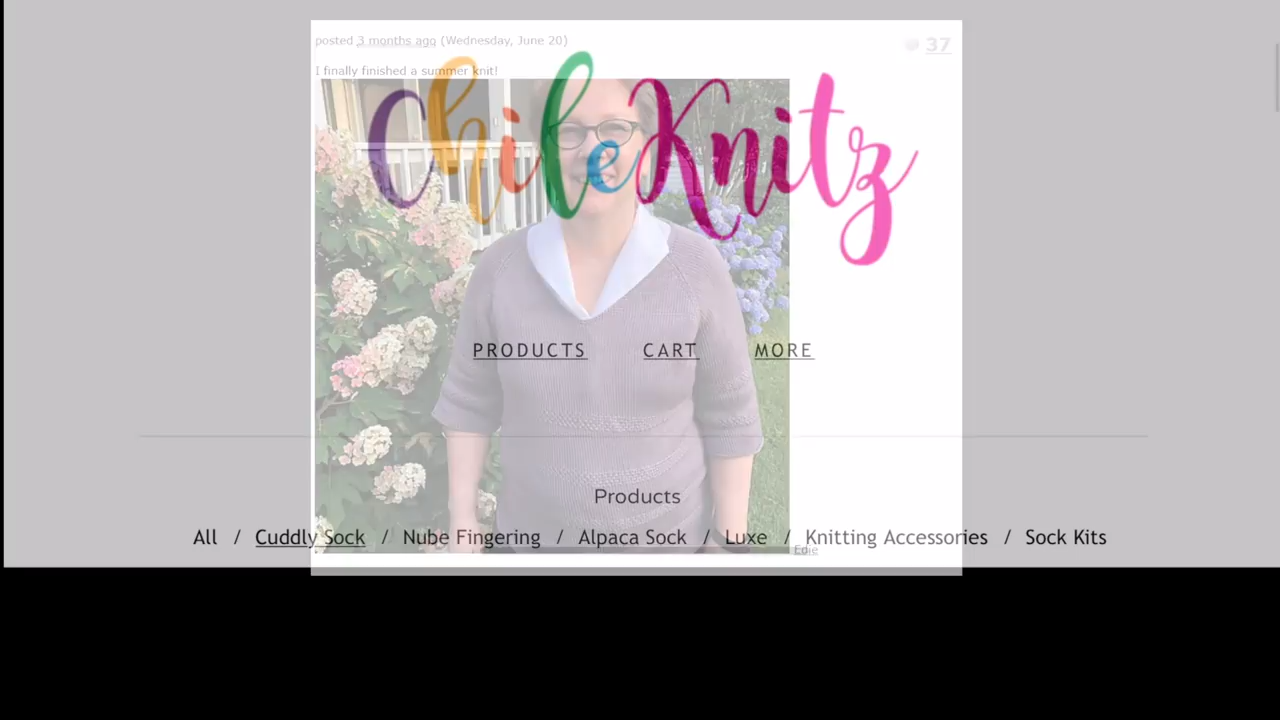 posted 3 months ago (Wednesday, June 20)
37
I finally finished a summer knit!
ChileKnitz
PRODUCTS CART MORE
Products
All / Cuddly Sock / Nube Fingering / Alpaca Sock / Luxe / Knitting Accessories / Sock Kits
Edie